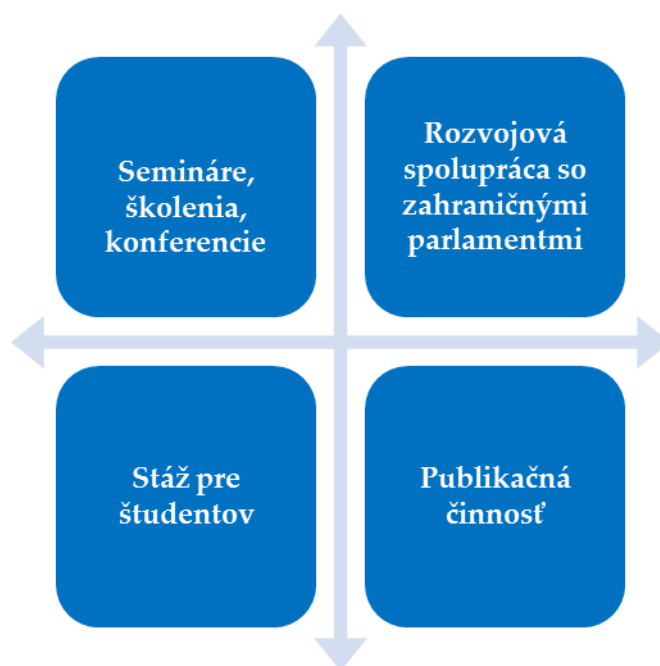 Semináre,
školenia,
konferencie
Rozvojová
spolupráca so
zahraničnými
parlamentmi
Stáž pre
študentov
Publikačná
činnosť